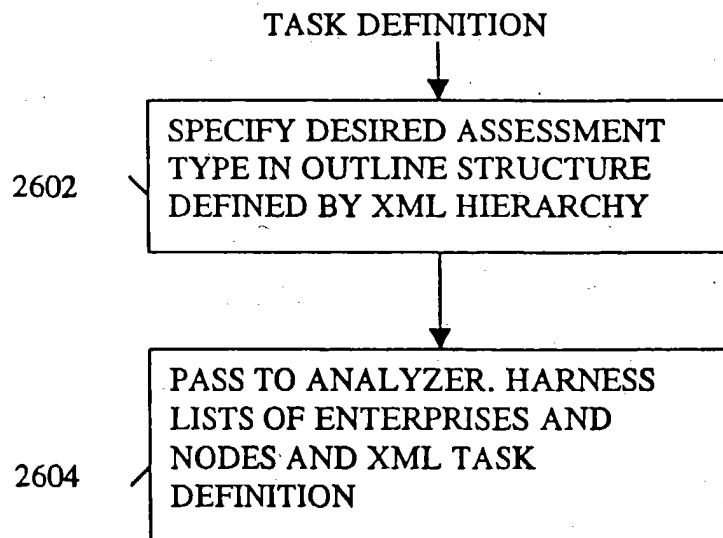 TASK DEFINITION
SPECIFY DESIRED ASSESSMENT
TYPE IN OUTLINE STRUCTURE
DEFINED BY XML HIERARCHY
2602
PASS TO ANALYZER. HARNESS
LISTS OF ENTERPRISES AND
NODES AND XML TASK
DEFINITION
2604